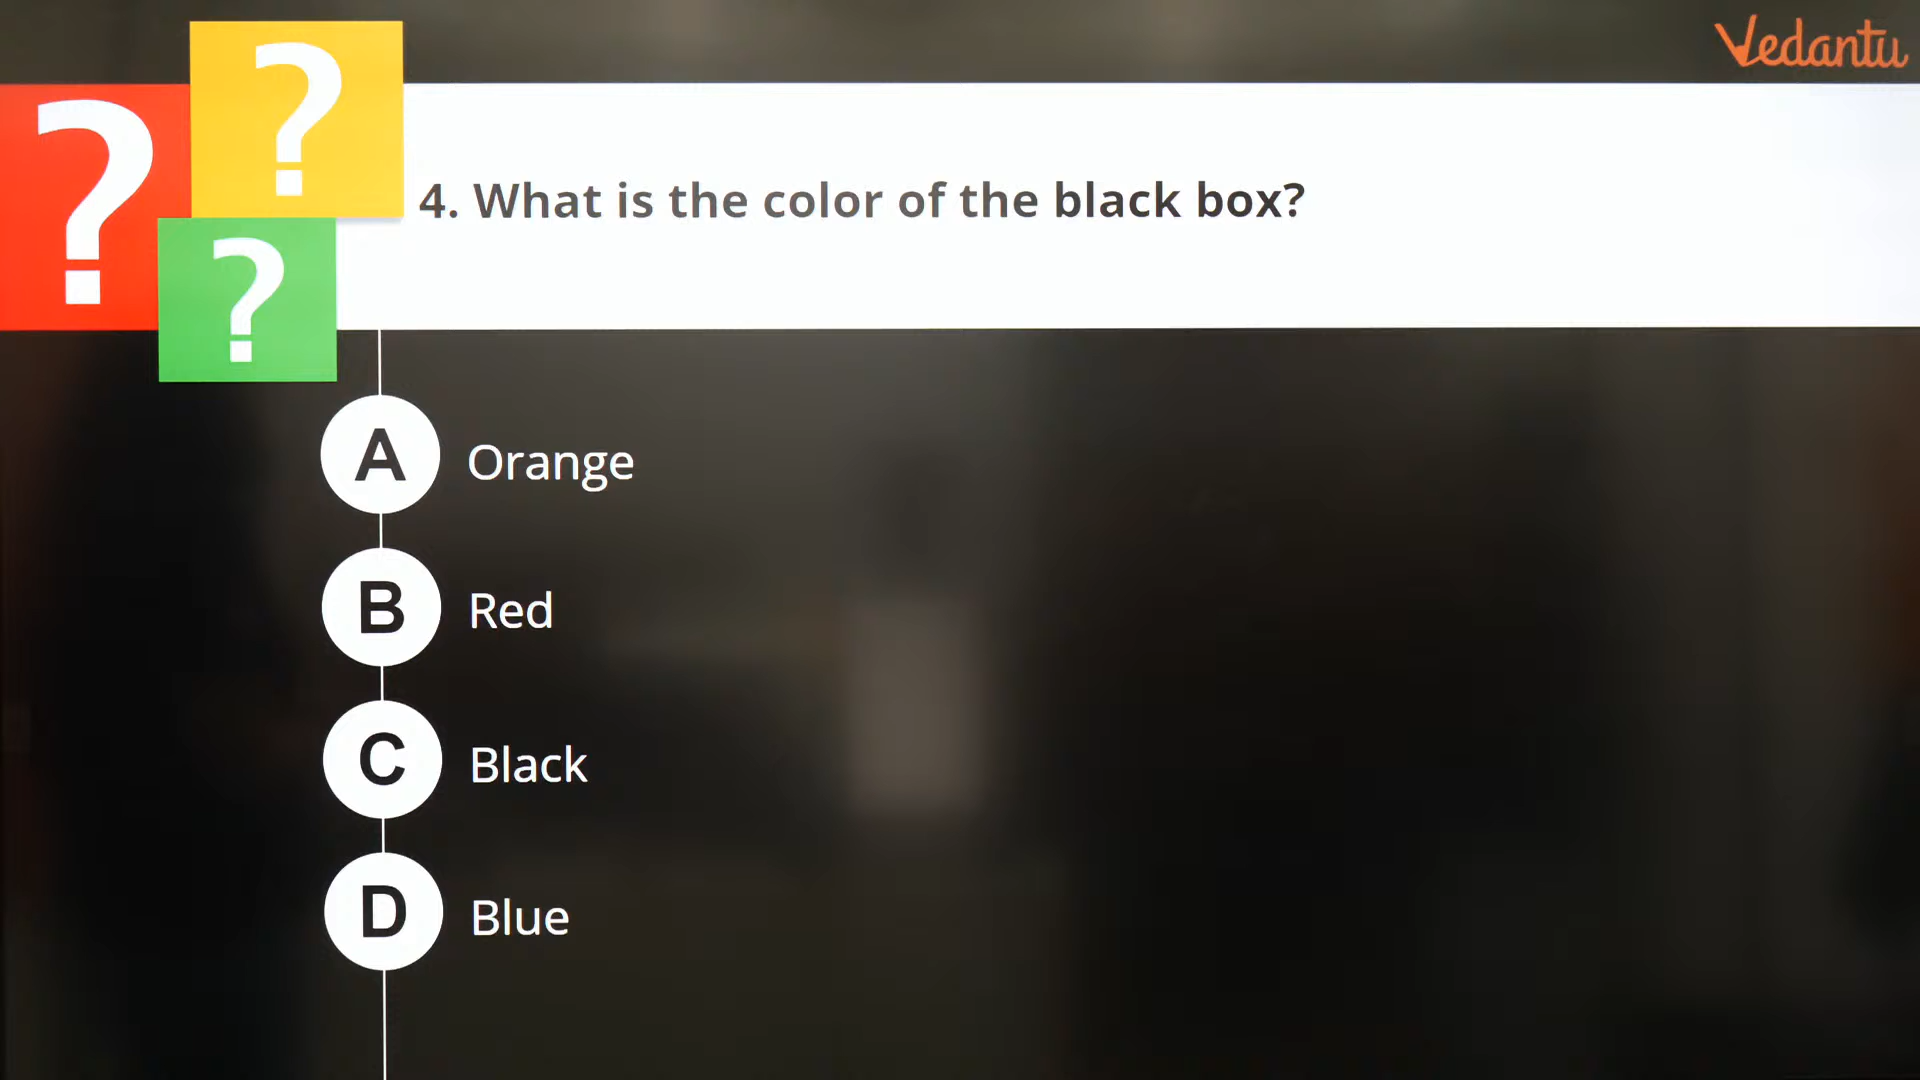 Vedantu
?
?
?
4. What is the color of the black box?
A Orange
B Red
C Black
D Blue